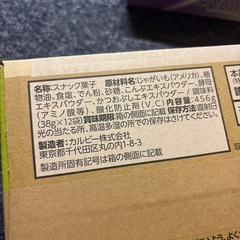 名称:スナック菓子 原材料名:じゃがいも(アメリカ)、植
物油、食塩、でん粉、砂糖、こんぶエキスパウダー、酵母
エキスパウダー、かつおぶしエキスパウダー/調味料
(アミノ酸等)、酸化防止剤(V.C) 内容量:456g
(38g×12袋) 賞味期限:箱の側面に記載 保存方法:直射日
光の当たる所、高温多湿の所での保存はさけてください。
製造者:カルビー株式会社
東京都千代田区丸の内1-8-3
製造所固有記号は箱の側面に記載